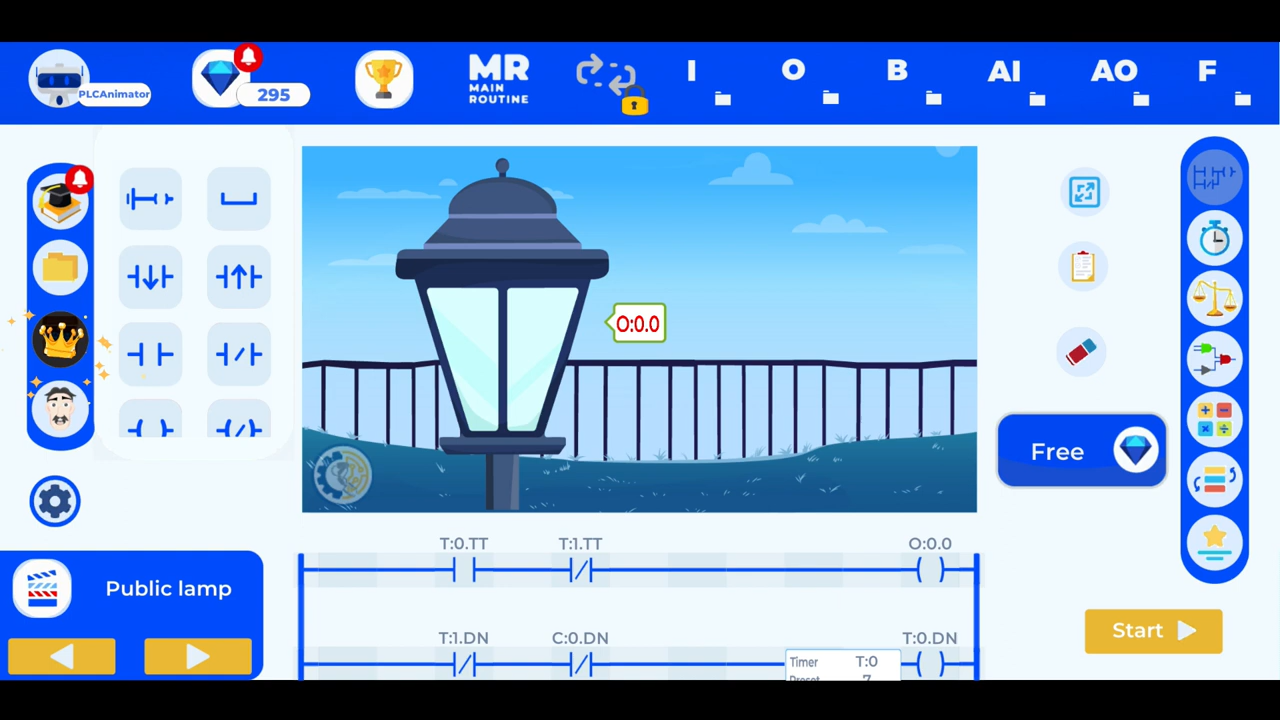 PLCAnimator
295
MR
MAIN
ROUTINE
I
O
B
AI
AO
F
O:0.0
Free
Public lamp
Start
T:0.TT
T:1.TT
O:0.0
T:1.DN
C:0.DN
T:0.DN
Timer T:0